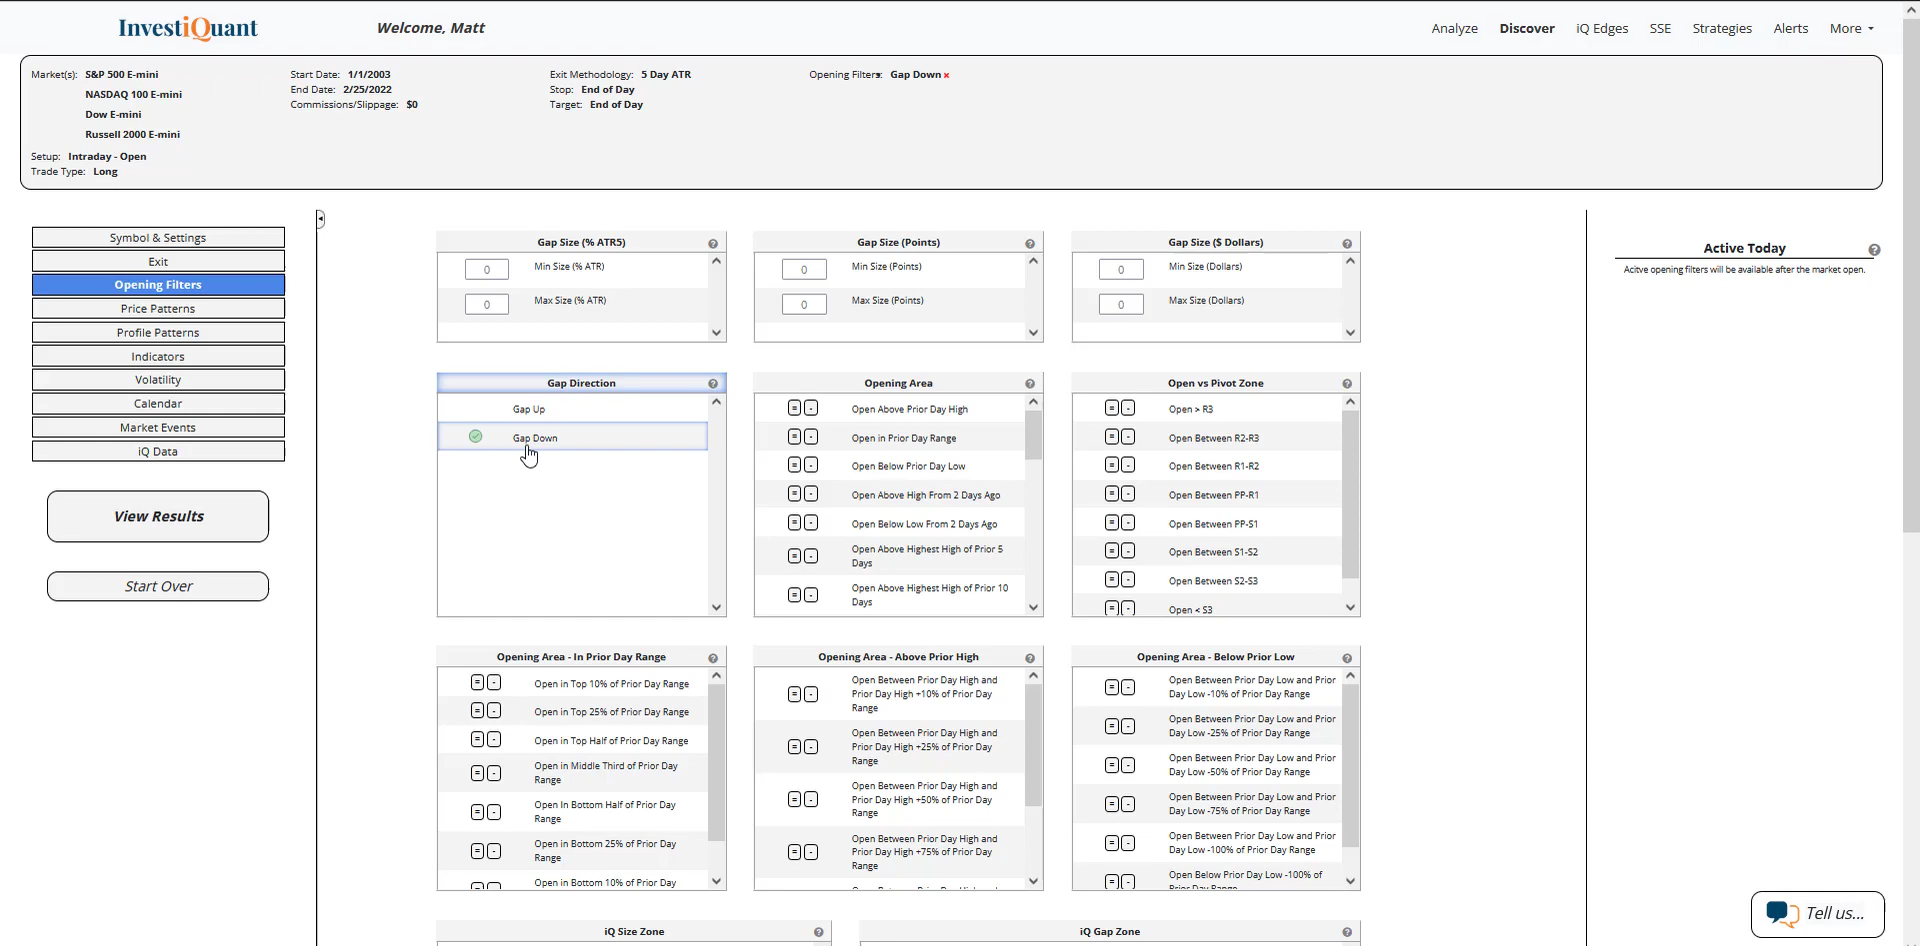 InvestiQuant
Welcome, Matt
Analyze
Discover
iQ Edges
SSE
Strategies
Alerts
More
Market(s): S&P 500 E-mini
NASDAQ 100 E-mini
Dow E-mini
Russell 2000 E-mini
Setup: Intraday - Open
Trade Type: Long
Start Date: 1/1/2003
End Date: 2/25/2022
Commissions/Slippage: $0
Exit Methodology: 5 Day ATR
Stop: End of Day
Target: End of Day
Opening Filters: Gap Down x
Symbol & Settings
Exit
Opening Filters
Price Patterns
Profile Patterns
Indicators
Volatility
Calendar
Market Events
iQ Data
View Results
Start Over
Gap Size (% ATR5) ?
0 Min Size (% ATR)
0 Max Size (% ATR)
Gap Size (Points) ?
0 Min Size (Points)
0 Max Size (Points)
Gap Size ($ Dollars) ?
0 Min Size (Dollars)
0 Max Size (Dollars)
Gap Direction ?
Gap Up
Gap Down
Opening Area ?
= - Open Above Prior Day High
= - Open in Prior Day Range
= - Open Below Prior Day Low
= - Open Above High From 2 Days Ago
= - Open Below Low From 2 Days Ago
= - Open Above Highest High of Prior 5
Days
= - Open Above Highest High of Prior 10
Days
Open vs Pivot Zone ?
= - Open > R3
= - Open Between R2-R3
= - Open Between R1-R2
= - Open Between PP-R1
= - Open Between PP-S1
= - Open Between S1-S2
= - Open Between S2-S3
= - Open < S3
Opening Area - In Prior Day Range ?
= - Open in Top 10% of Prior Day Range
= - Open in Top 25% of Prior Day Range
= - Open in Top Half of Prior Day Range
= - Open in Middle Third of Prior Day
Range
= - Open In Bottom Half of Prior Day
Range
= - Open in Bottom 25% of Prior Day
Range
= - Open in Bottom 10% of Prior Day
Opening Area - Above Prior High ?
= - Open Between Prior Day High and
Prior Day High +10% of Prior Day
Range
= - Open Between Prior Day High and
Prior Day High +25% of Prior Day
Range
= - Open Between Prior Day High and
Prior Day High +50% of Prior Day
Range
= - Open Between Prior Day High and
Prior Day High +75% of Prior Day
Range
Opening Area - Below Prior Low ?
= - Open Between Prior Day Low and Prior
Day Low -10% of Prior Day Range
= - Open Between Prior Day Low and Prior
Day Low -25% of Prior Day Range
= - Open Between Prior Day Low and Prior
Day Low -50% of Prior Day Range
= - Open Between Prior Day Low and Prior
Day Low -75% of Prior Day Range
= - Open Between Prior Day Low and Prior
Day Low -100% of Prior Day Range
= - Open Below Prior Day Low -100% of
Prior Day Range
iQ Size Zone ?
iQ Gap Zone ?
Active Today ?
Acitve opening filters will be available after the market open.
Tell us...